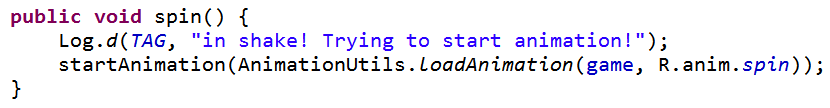 public void spin() {
    Log.d(TAG, "in shake! Trying to start animation!");
    startAnimation(AnimationUtils.loadAnimation(game, R.anim.spin));
}